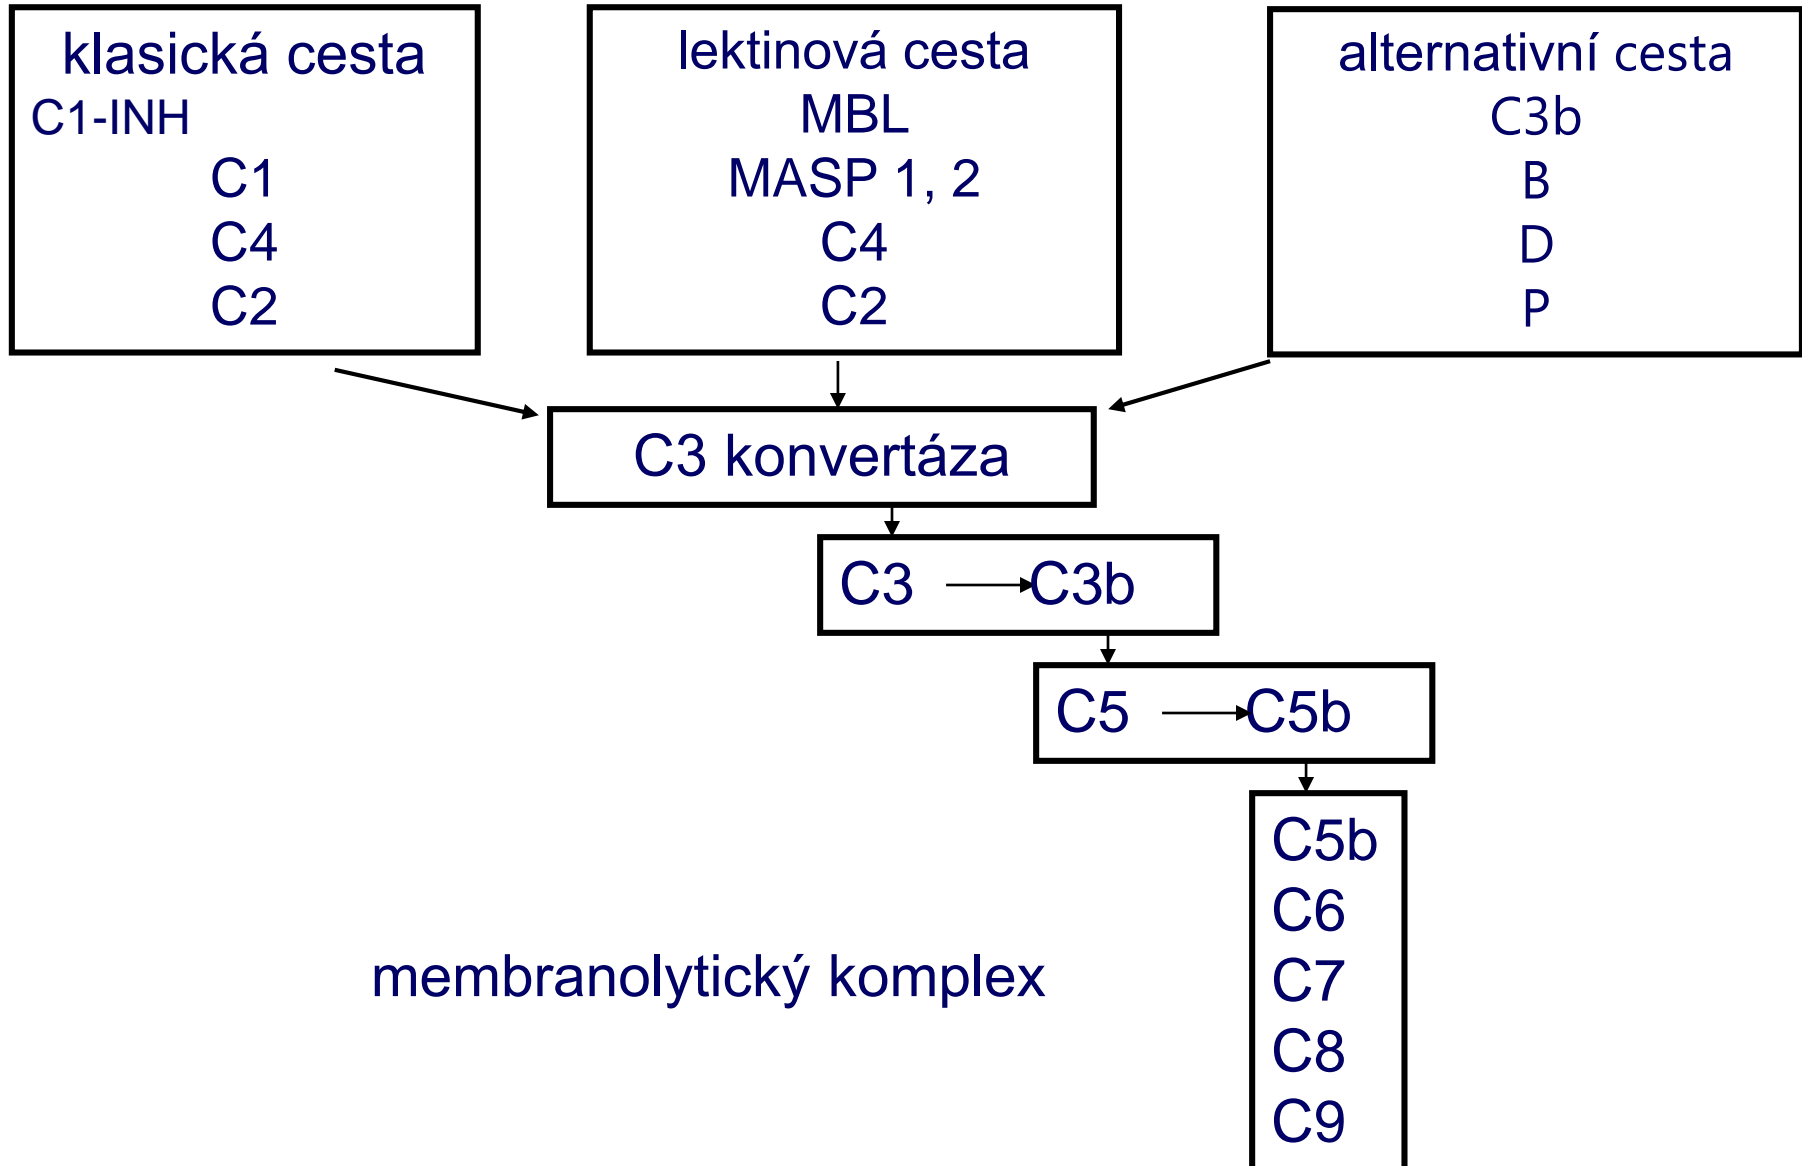 klasická cesta
C1-INH
C1
C4
C2
lektinová cesta
MBL
MASP 1, 2
C4
C2
alternativní cesta
C3b
B
D
P
C3 konvertáza
C3 C3b
C5 C5b
C5b
C6
C7
C8
C9
membranolytický komplex